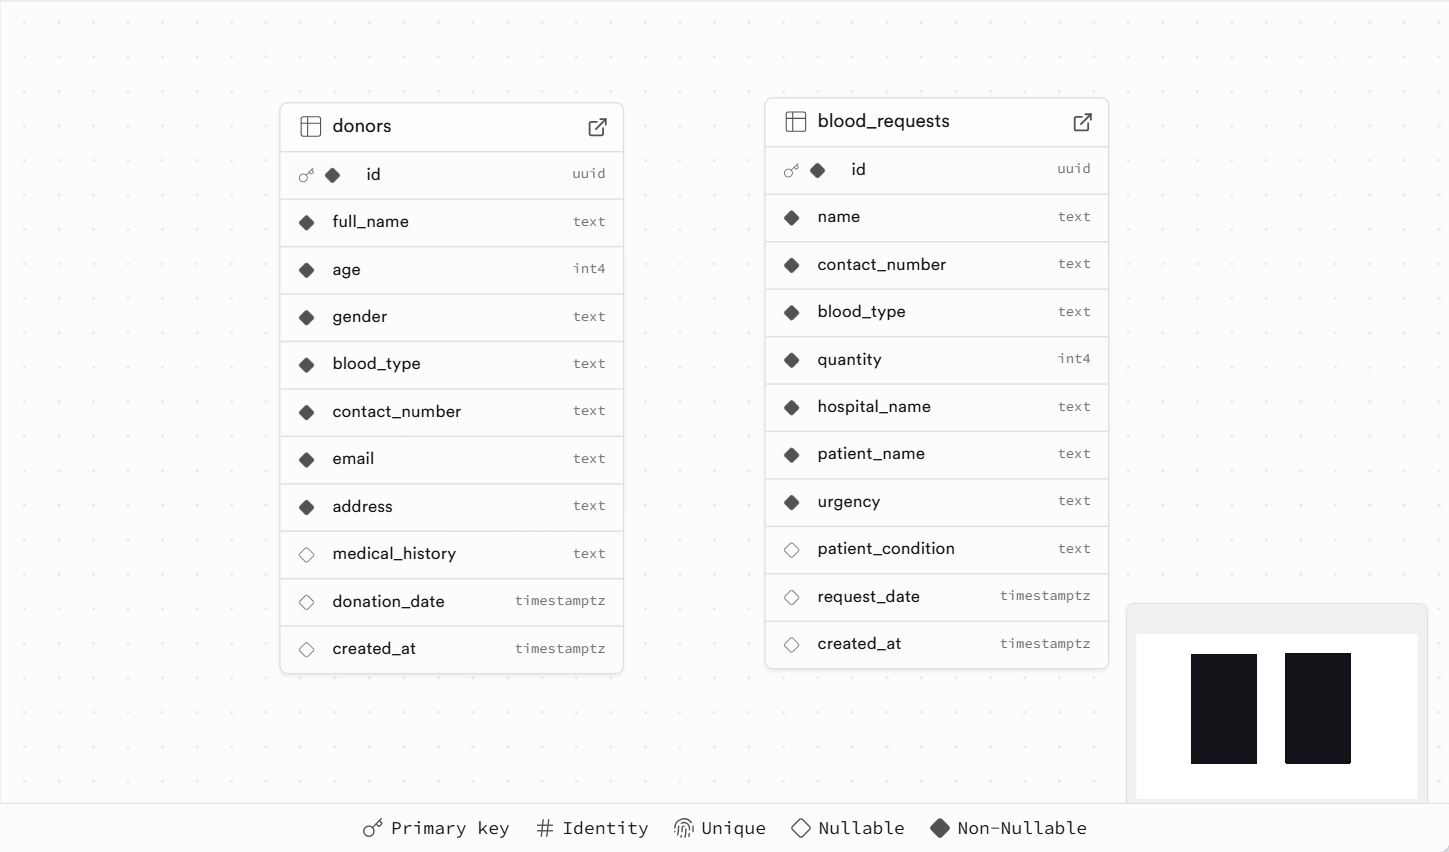 donors
id uuid
full_name text
age int4
gender text
blood_type text
contact_number text
email text
address text
medical_history text
donation_date timestamptz
created_at timestamptz
blood_requests
id uuid
name text
contact_number text
blood_type text
quantity int4
hospital_name text
patient_name text
urgency text
patient_condition text
request_date timestamptz
created_at timestamptz
Primary key Identity Unique Nullable Non-Nullable